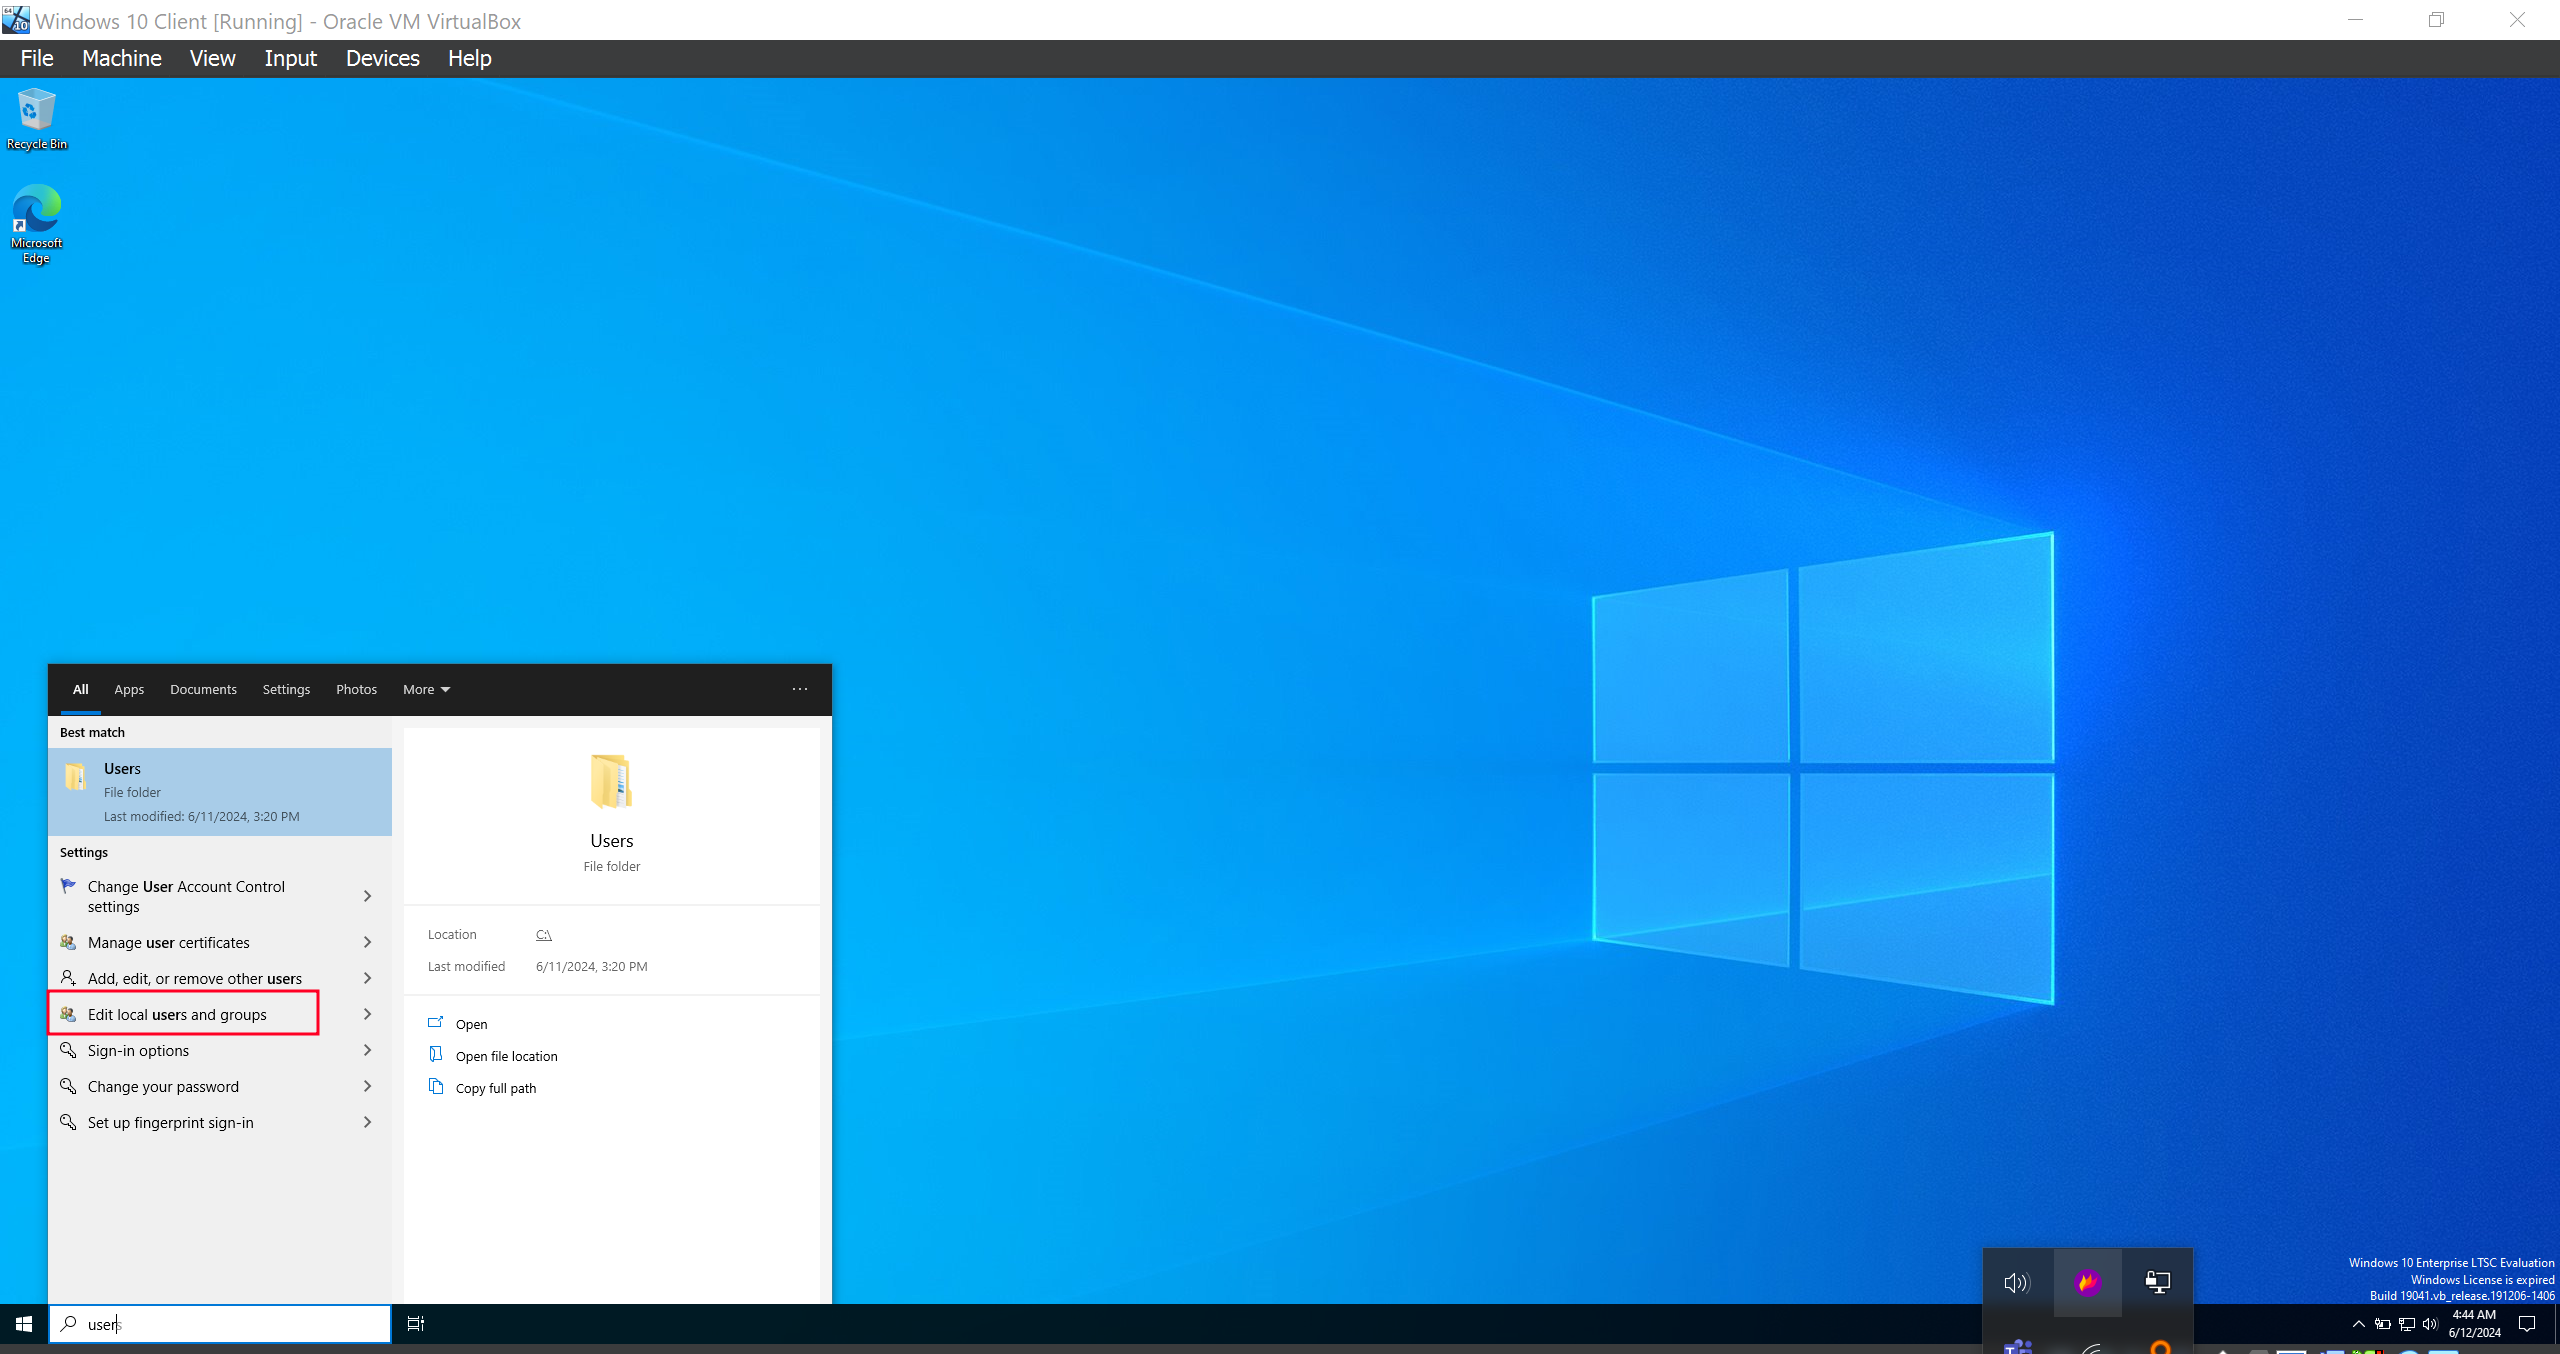 Windows 10 Client [Running] - Oracle VM VirtualBox
File Machine View Input Devices Help
Recycle Bin
Microsoft
Edge
All Apps Documents Settings Photos More
Best match
Users
File folder
Last modified: 6/11/2024, 3:20 PM
Settings
Change User Account Control
settings
Manage user certificates
Add, edit, or remove other users
Edit local users and groups
Sign-in options
Change your password
Set up fingerprint sign-in
Users
File folder
Location C:\
Last modified 6/11/2024, 3:20 PM
Open
Open file location
Copy full path
Windows 10 Enterprise LTSC Evaluation
Windows License is expired
Build 19041.vb_release.191206-1406
users
4:44 AM
6/12/2024